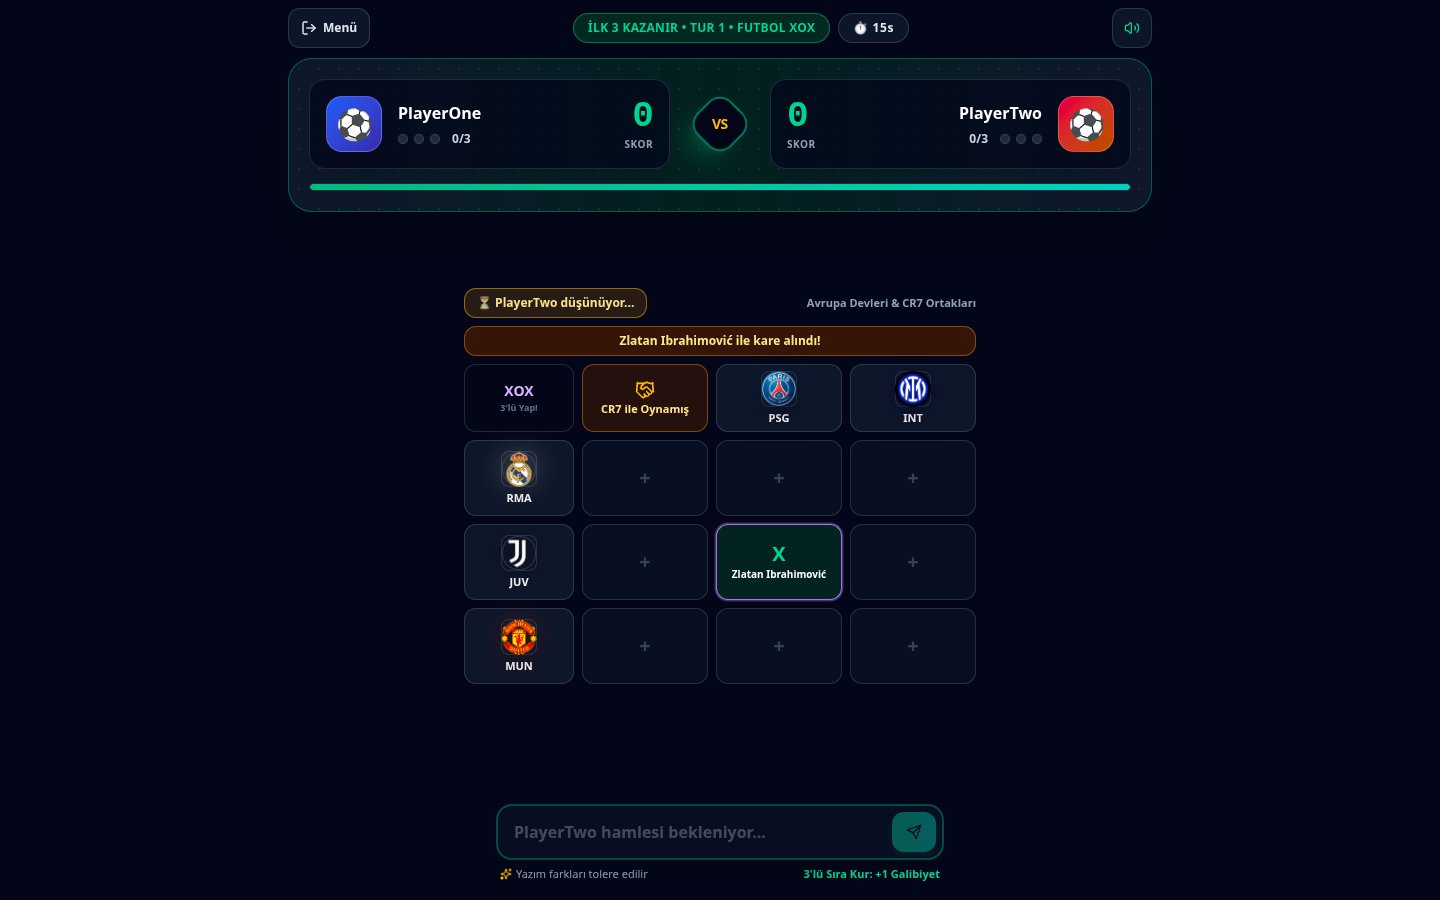 Menü
İLK 3 KAZANIR • TUR 1 • FUTBOL XOX
15s
PlayerOne
0/3
0
SKOR
VS
0
SKOR
PlayerTwo
0/3
PlayerTwo düşünüyor...
Avrupa Devleri & CR7 Ortakları
Zlatan Ibrahimović ile kare alındı!
XOX
3'lü Yap!
CR7 ile Oynamış
PARIS
PSG
INT
RMA
+
+
+
JUV
+
X
Zlatan Ibrahimović
+
MUN
+
+
+
PlayerTwo hamlesi bekleniyor...
Yazım farkları tolere edilir
3'lü Sıra Kur: +1 Galibiyet